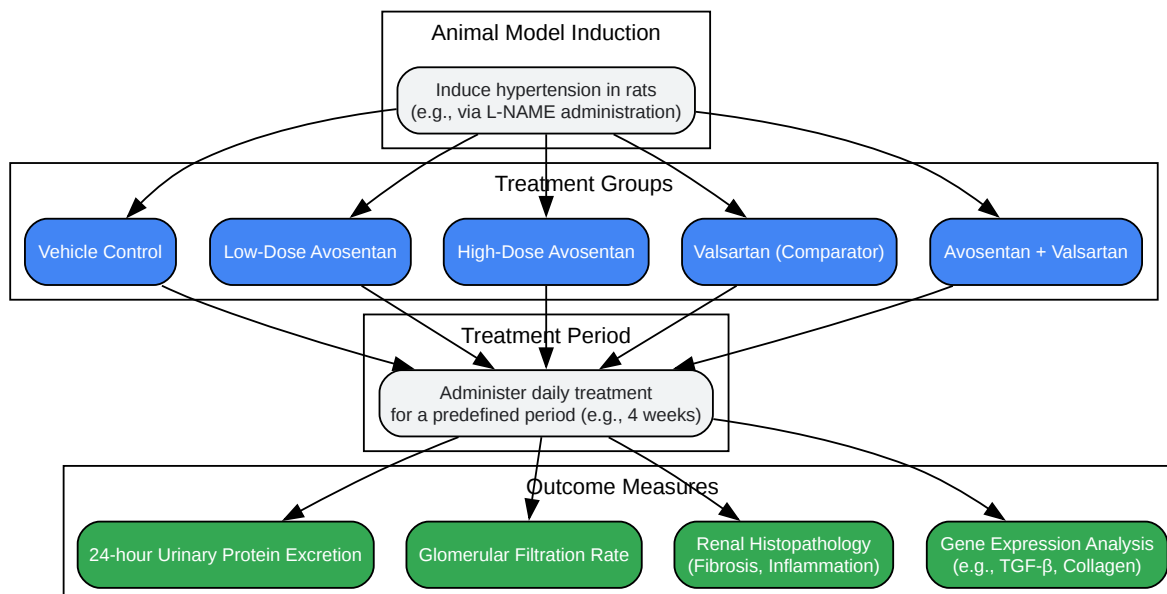 Animal Model Induction
Induce hypertension in rats
(e.g., via L-NAME administration)
Treatment Groups
Vehicle Control
Low-Dose Avosentan
High-Dose Avosentan
Valsartan (Comparator)
Avosentan + Valsartan
Treatment Period
Administer daily treatment
for a predefined period (e.g., 4 weeks)
Outcome Measures
24-hour Urinary Protein Excretion
Glomerular Filtration Rate
Renal Histopathology
(Fibrosis, Inflammation)
Gene Expression Analysis
(e.g., TGF-β, Collagen)